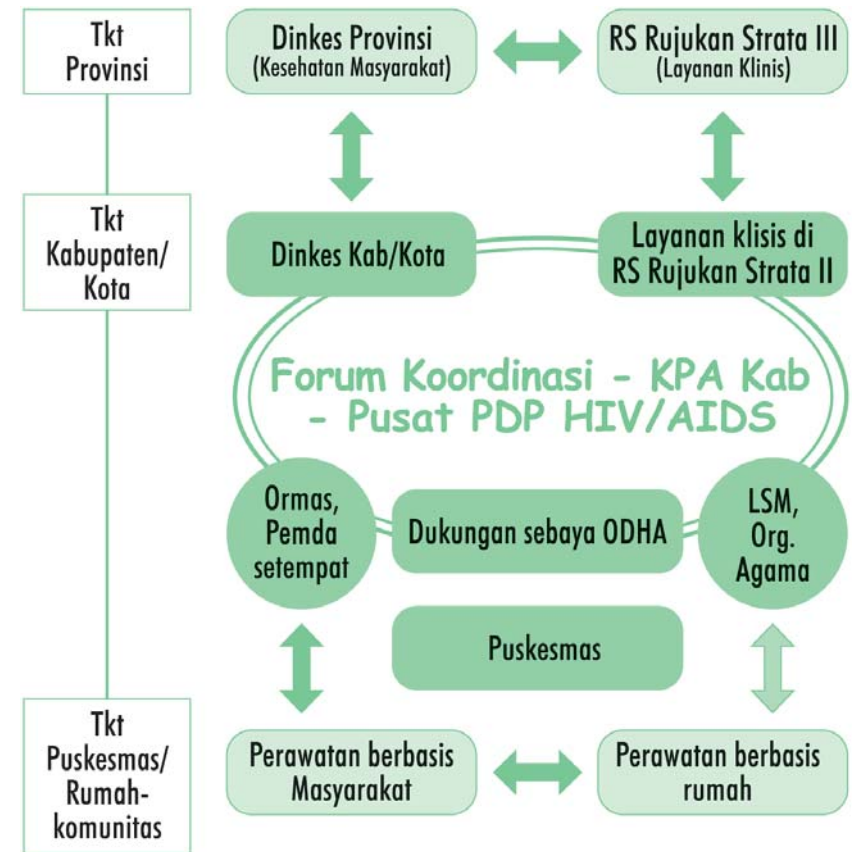 Tkt
Provinsi
Dinkes Provinsi
(Kesehatan Masyarakat)
RS Rujukan Strata III
(Layanan Klinis)
Tkt
Kabupaten/
Kota
Dinkes Kab/Kota
Layanan klisis di
RS Rujukan Strata II
Forum Koordinasi - KPA Kab
- Pusat PDP HIV/AIDS
Ormas,
Pemda
setempat
Dukungan sebaya ODHA
LSM,
Org.
Agama
Puskesmas
Tkt
Puskesmas/
Rumah-
komunitas
Perawatan berbasis
Masyarakat
Perawatan berbasis
rumah